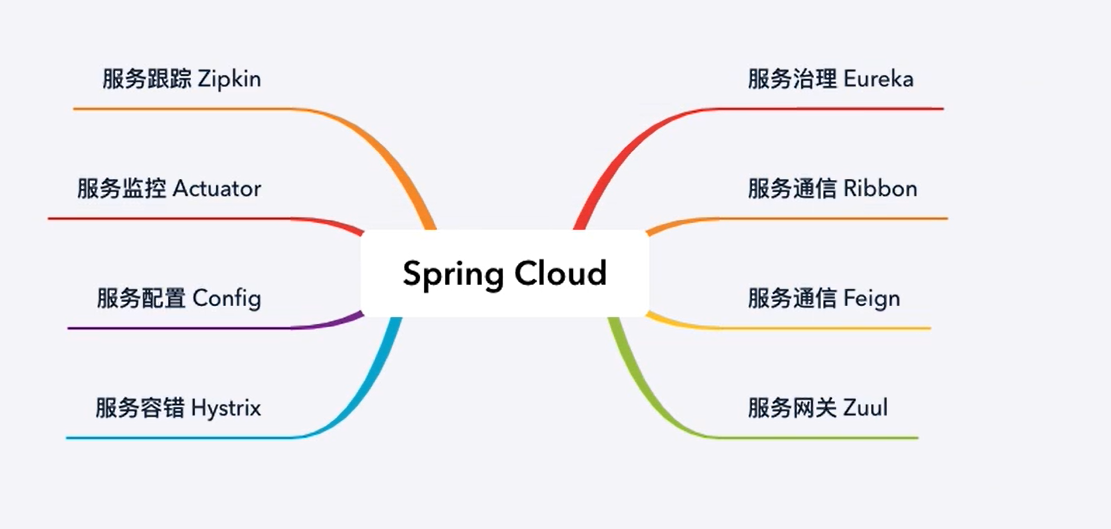 服务跟踪 Zipkin
服务治理 Eureka
服务监控 Actuator
服务通信 Ribbon
Spring Cloud
服务配置 Config
服务通信 Feign
服务容错 Hystrix
服务网关 Zuul